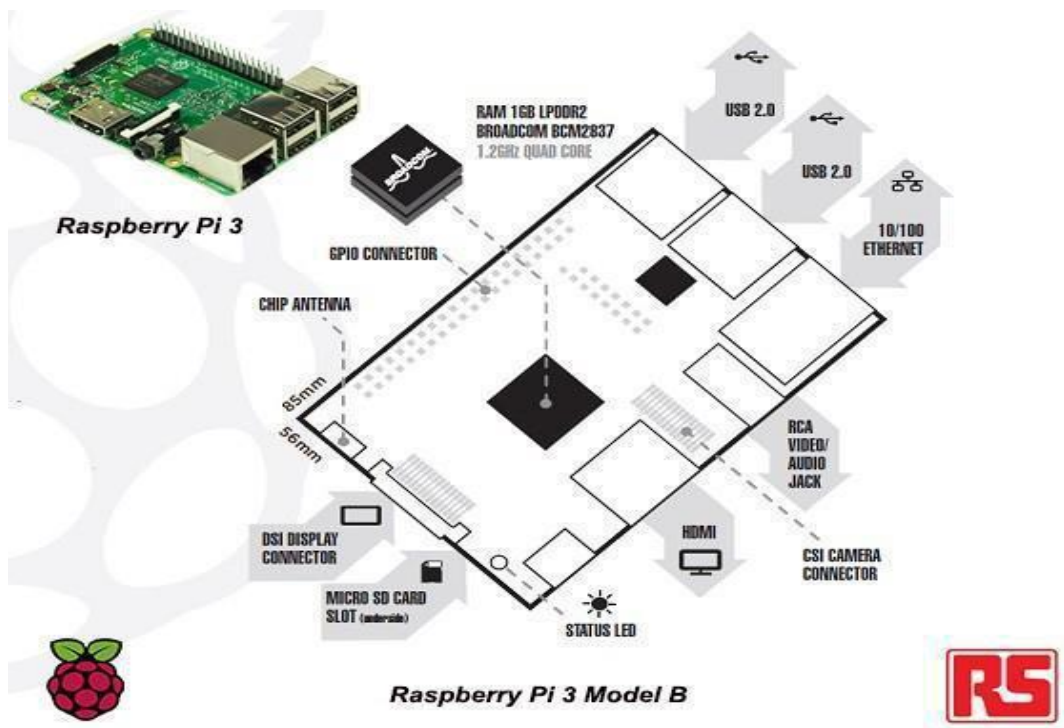 RAM 1GB LPDDR2
BROADCOM BCM2837
1.2GHz QUAD CORE
USB 2.0
BROADCOM
USB 2.0
Raspberry Pi 3
10/100
ETHERNET
GPIO CONNECTOR
CHIP ANTENNA
85mm
56mm
RCA
VIDEO/
AUDIO
JACK
DSI DISPLAY
CONNECTOR
HDMI
CSI CAMERA
CONNECTOR
MICRO SD CARD
SLOT (underside)
STATUS LED
Raspberry Pi 3 Model B
RS